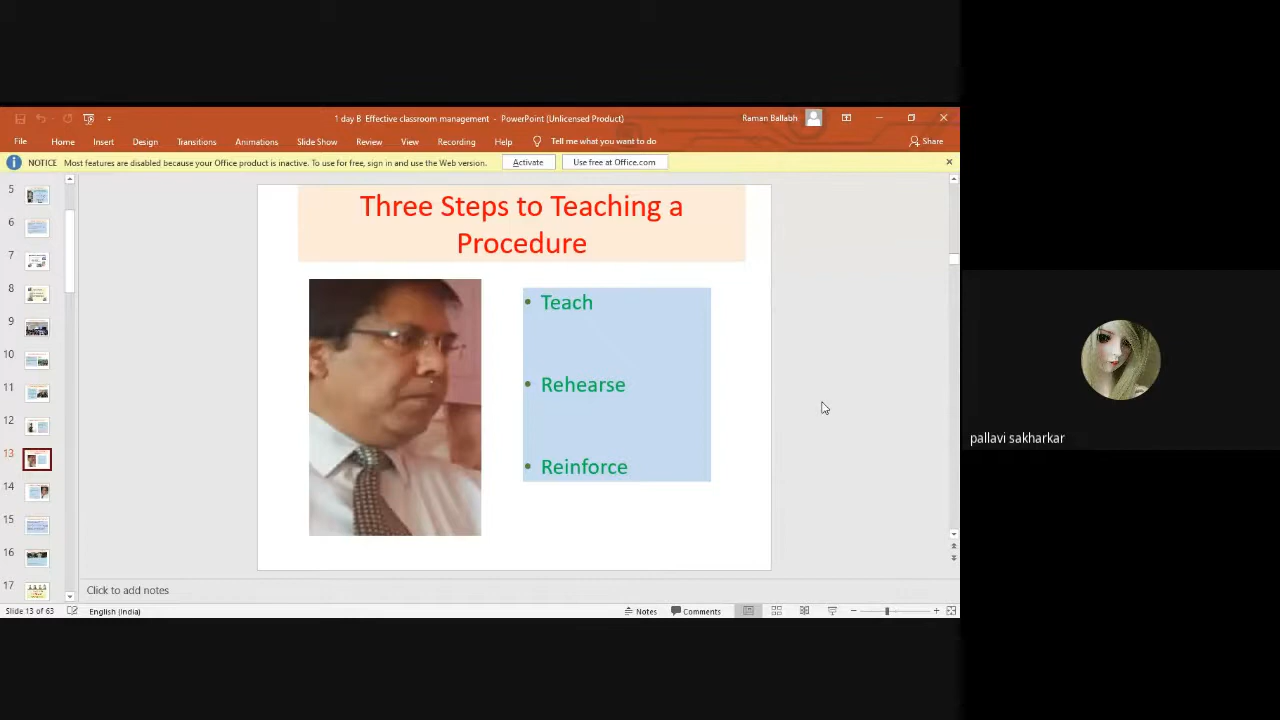 1 day B Effective classroom management - PowerPoint (Unlicensed Product)
Raman Ballabh
File Home Insert Design Transitions Animations Slide Show Review View Recording Help Tell me what you want to do Share
NOTICE Most features are disabled because your Office product is inactive. To use for free, sign in and use the Web version. Activate Use free at Office.com
5
6
7
8
9
10
11
12
13
14
15
16
17
Three Steps to Teaching a
Procedure
• Teach
• Rehearse
• Reinforce
pallavi sakharkar
Click to add notes
Slide 13 of 63 English (India) Notes Comments